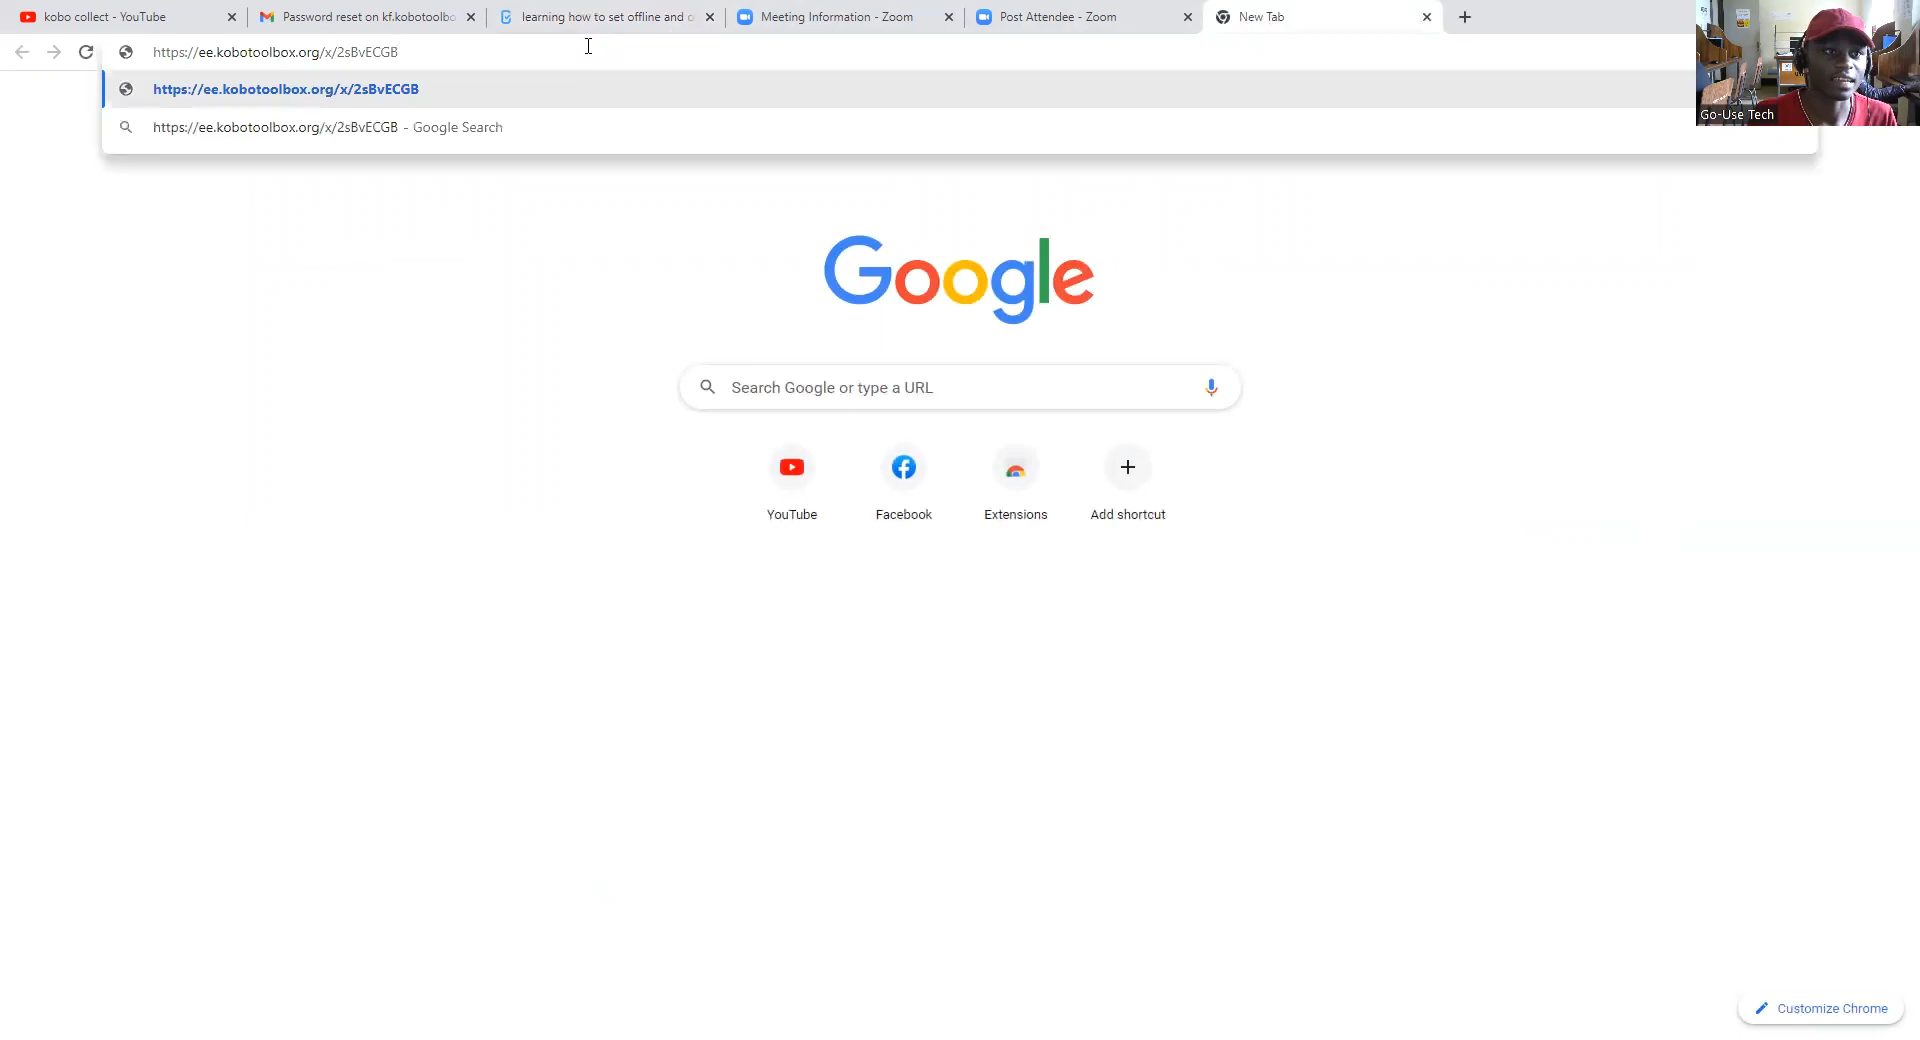 kobo collect - YouTube
Password reset on kf.kobotoolbo
learning how to set offline and o
Meeting Information - Zoom
Post Attendee - Zoom
New Tab
https://ee.kobotoolbox.org/x/2sBvECGB
https://ee.kobotoolbox.org/x/2sBvECGB
https://ee.kobotoolbox.org/x/2sBvECGB - Google Search
Go-Use Tech
Google
Search Google or type a URL
YouTube
Facebook
Extensions
Add shortcut
Customize Chrome